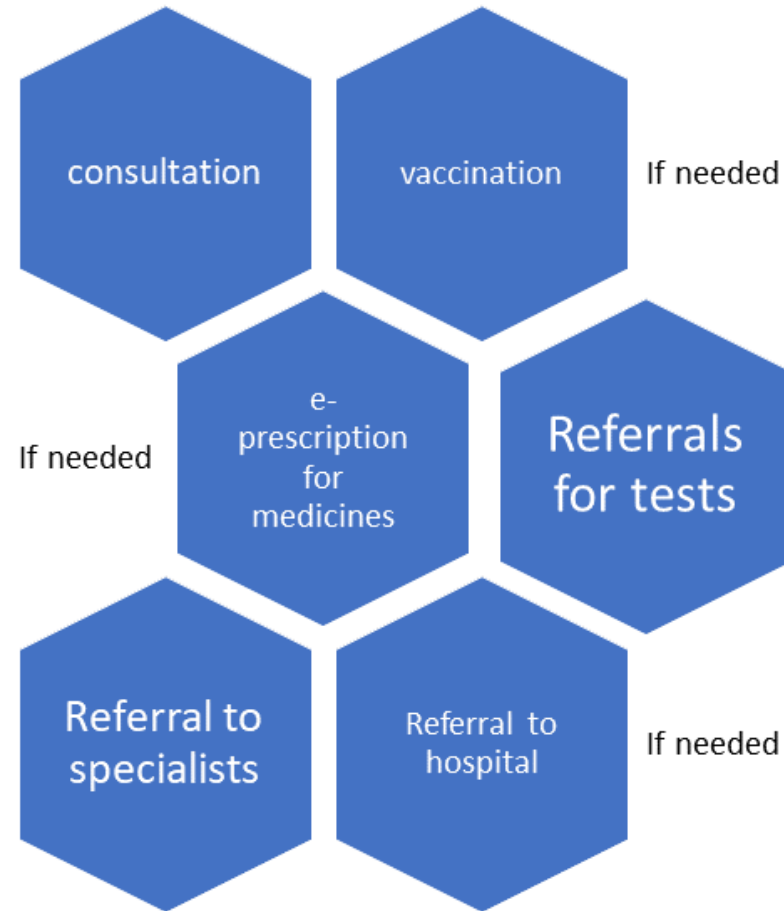 consultation
vaccination
If needed
If needed
e-
prescription
for
medicines
Referrals
for tests
Referral to
specialists
Referral to
hospital
If needed